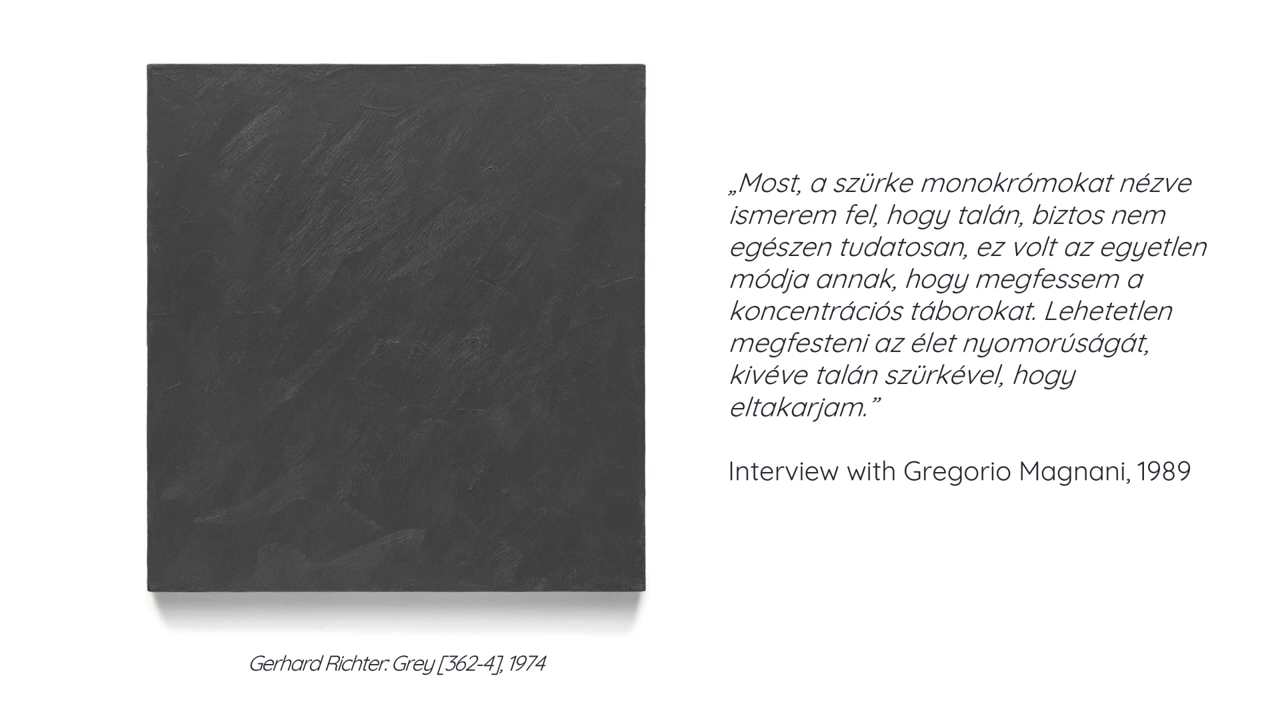 „Most, a szürke monokrómokat nézve
ismerem fel, hogy talán, biztos nem
egészen tudatosan, ez volt az egyetlen
módja annak, hogy megfessem a
koncentrációs táborokat. Lehetetlen
megfesteni az élet nyomorúságát,
kivéve talán szürkével, hogy
eltakarjam.”
Interview with Gregorio Magnani, 1989
Gerhard Richter: Grey [362-4], 1974